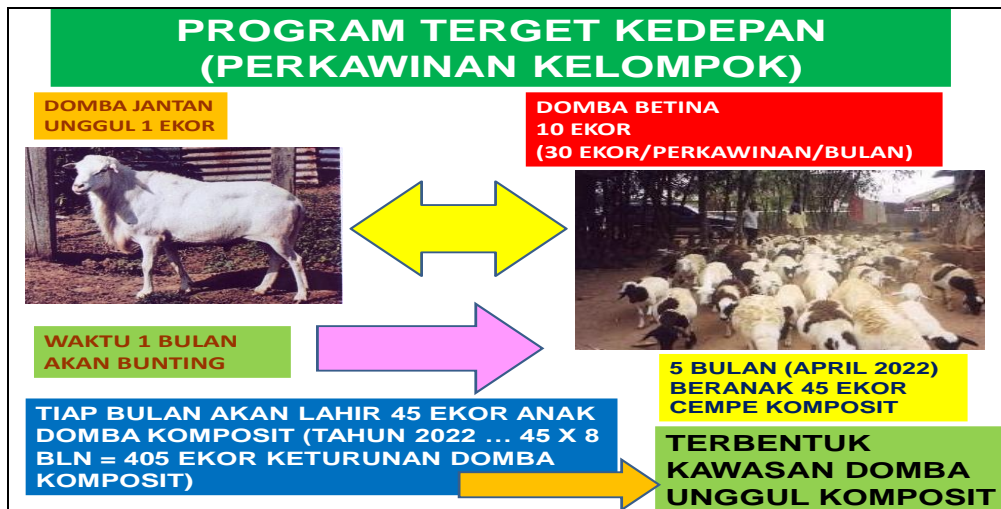 PROGRAM TERGET KEDEPAN
(PERKAWINAN KELOMPOK)
DOMBA JANTAN
UNGGUL 1 EKOR
DOMBA BETINA
10 EKOR
(30 EKOR/PERKAWINAN/BULAN)
WAKTU 1 BULAN
AKAN BUNTING
5 BULAN (APRIL 2022)
BERANAK 45 EKOR
CEMPE KOMPOSIT
TIAP BULAN AKAN LAHIR 45 EKOR ANAK
DOMBA KOMPOSIT (TAHUN 2022 ... 45 X 8
BLN = 405 EKOR KETURUNAN DOMBA
KOMPOSIT)
TERBENTUK
KAWASAN DOMBA
UNGGUL KOMPOSIT